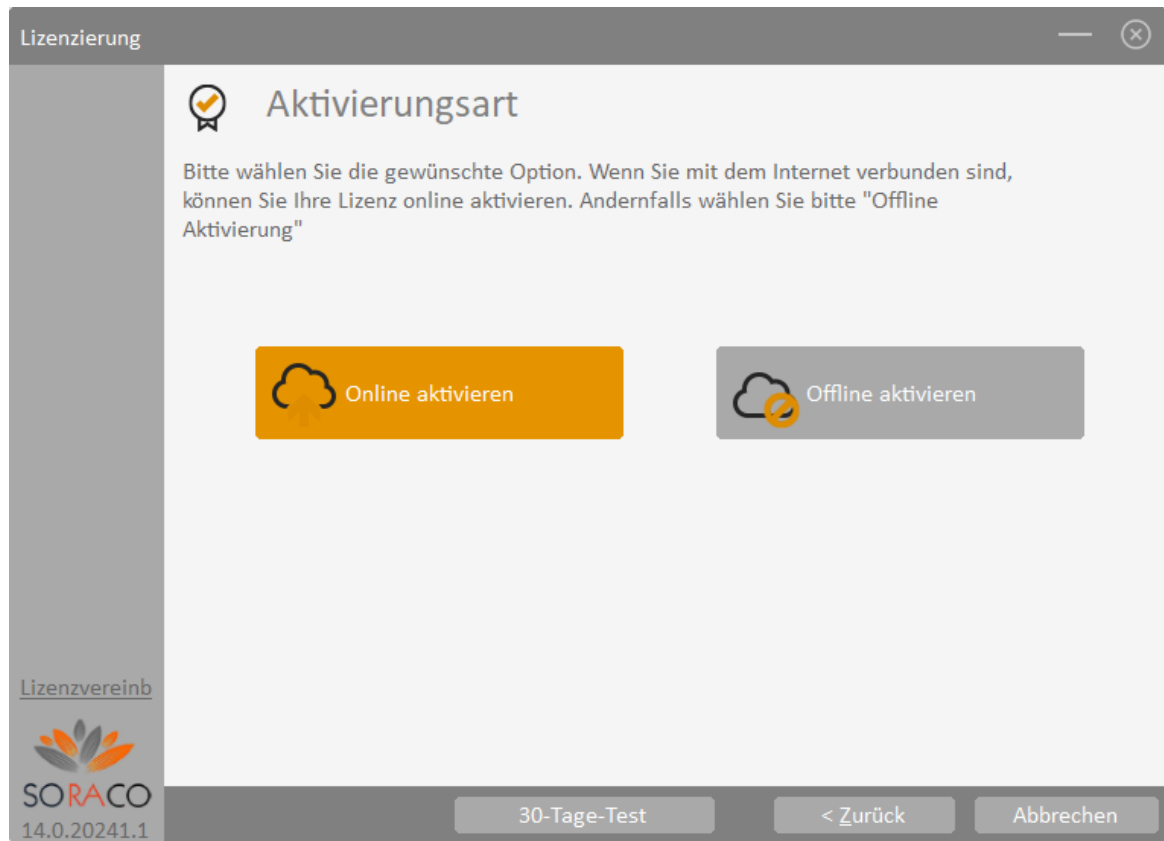 Lizenzierung
Aktivierungsart
Bitte wählen Sie die gewünschte Option. Wenn Sie mit dem Internet verbunden sind,
können Sie Ihre Lizenz online aktivieren. Andernfalls wählen Sie bitte "Offline
Aktivierung"
Online aktivieren
Offline aktivieren
Lizenzvereinb
SORACO
14.0.20241.1
30-Tage-Test
< Zurück
Abbrechen